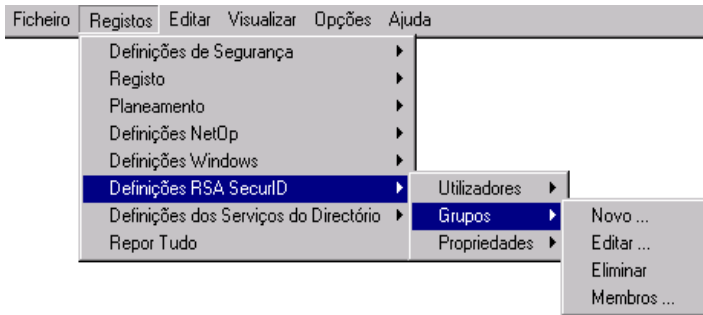 Ficheiro Registos Editar Visualizar Opções Ajuda
Definições de Segurança
Registo
Planeamento
Definições NetOp
Definições Windows
Definições RSA SecurID
Definições dos Serviços do Directório
Repor Tudo
Utilizadores
Grupos
Propriedades
Novo ...
Editar ...
Eliminar
Membros ...